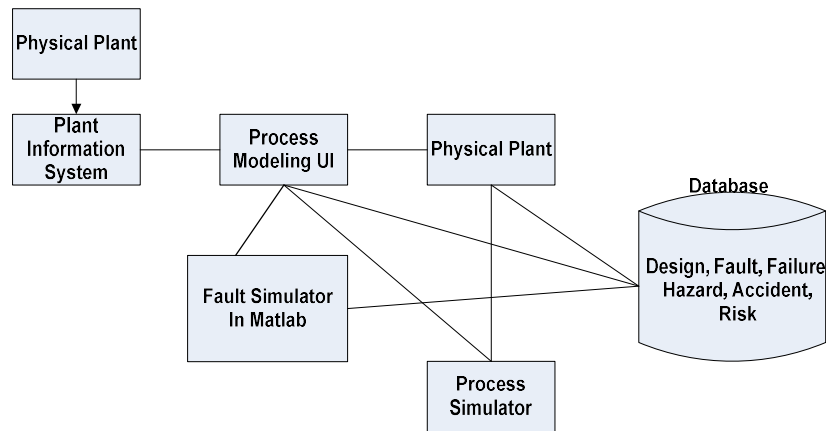 Physical Plant
Plant
Information
System
Process
Modeling UI
Physical Plant
Database
Design, Fault, Failure
Hazard, Accident,
Risk
Fault Simulator
In Matlab
Process
Simulator